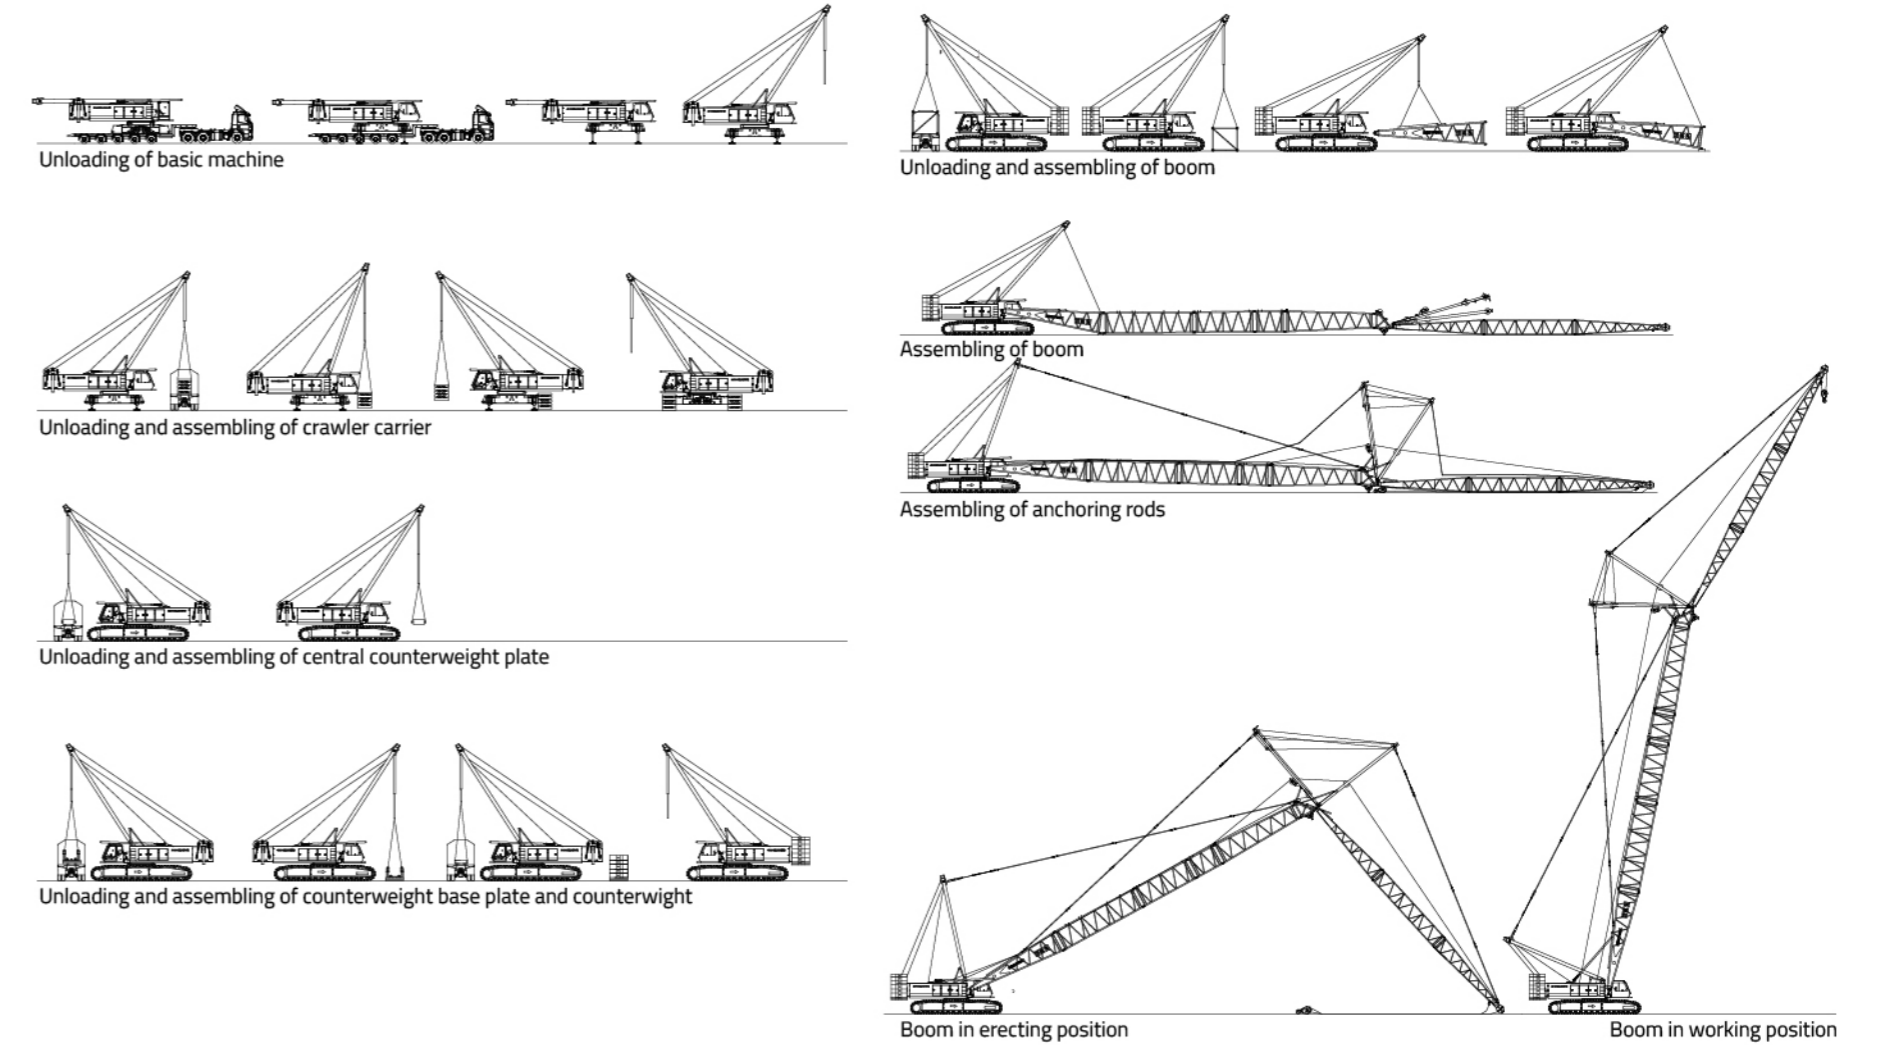 Unloading of basic machine
Unloading and assembling of crawler carrier
Unloading and assembling of central counterweight plate
Unloading and assembling of counterweight base plate and counterwight
Unloading and assembling of boom
Assembling of boom
Assembling of anchoring rods
Boom in erecting position
Boom in working position